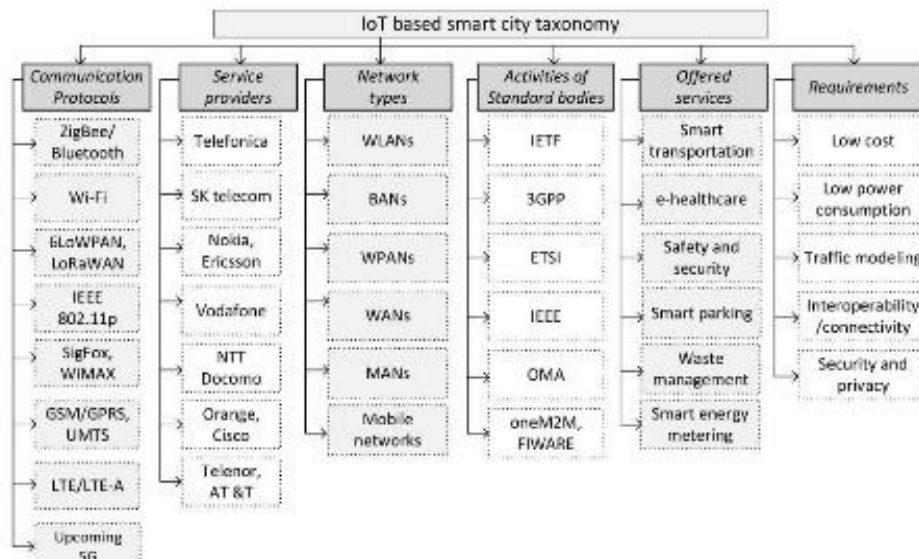 IoT based smart city taxonomy
Communication
Protocols
ZigBee/
Bluetooth
Wi-Fi
6LoWPAN,
LoRaWAN
IEEE
802.11p
SigFox,
WiMAX
GSM/GPRS,
UMTS
LTE/LTE-A
Upcoming
5G
Service
providers
Telefonica
SK telecom
Nokia,
Ericsson
Vodafone
NTT
Docomo
Orange,
Cisco
Telenor,
AT &T
Network
types
WLANs
BANs
WPANs
WANs
MANs
Mobile
networks
Activities of
Standard bodies
IETF
3GPP
ETSI
IEEE
OMA
oneM2M,
FIWARE
Offered
services
Smart
transportation
e-healthcare
Safety and
security
Smart parking
Waste
management
Smart energy
metering
Requirements
Low cost
Low power
consumption
Traffic modeling
Interoperability
/connectivity
Security and
privacy